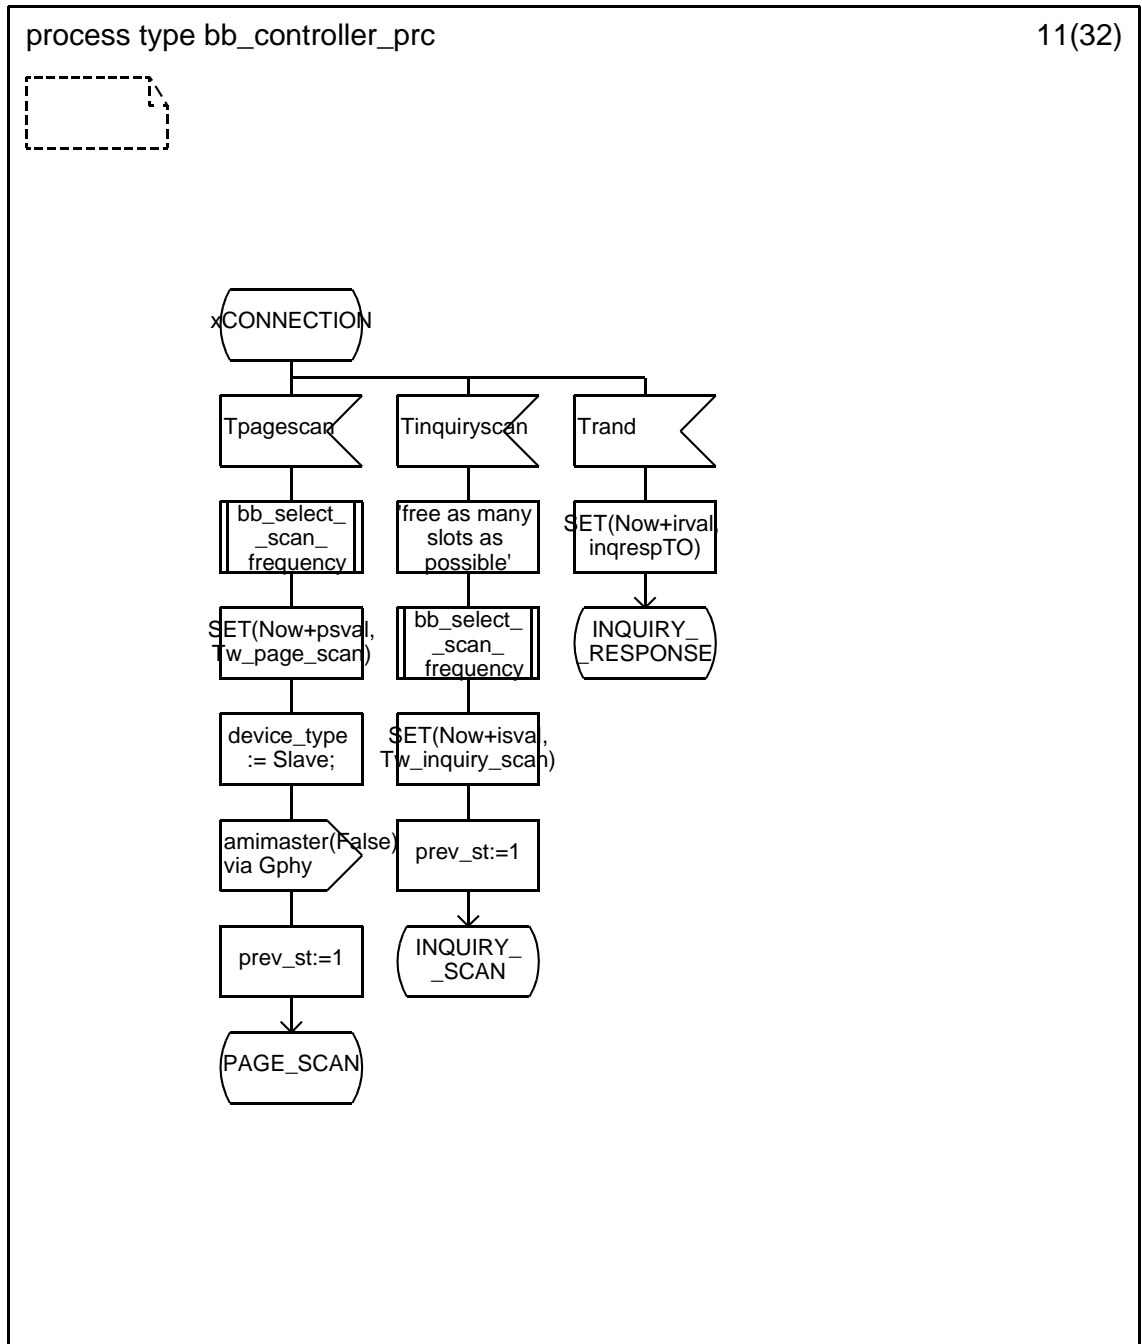 process type bb_controller_prc
11(32)
xCONNECTION
Tpagescan
Tinquiryscan
Trand
bb_select_
_scan_
frequency
'free as many
slots as
possible'
SET(Now+irval,
inqrespTO)
SET(Now+psval,
Tw_page_scan)
bb_select_
_scan_
frequency
INQUIRY_
_RESPONSE
device_type
:= Slave;
SET(Now+isval,
Tw_inquiry_scan)
amimaster(False)
via Gphy
prev_st:=1
prev_st:=1
INQUIRY_
_SCAN
PAGE_SCAN